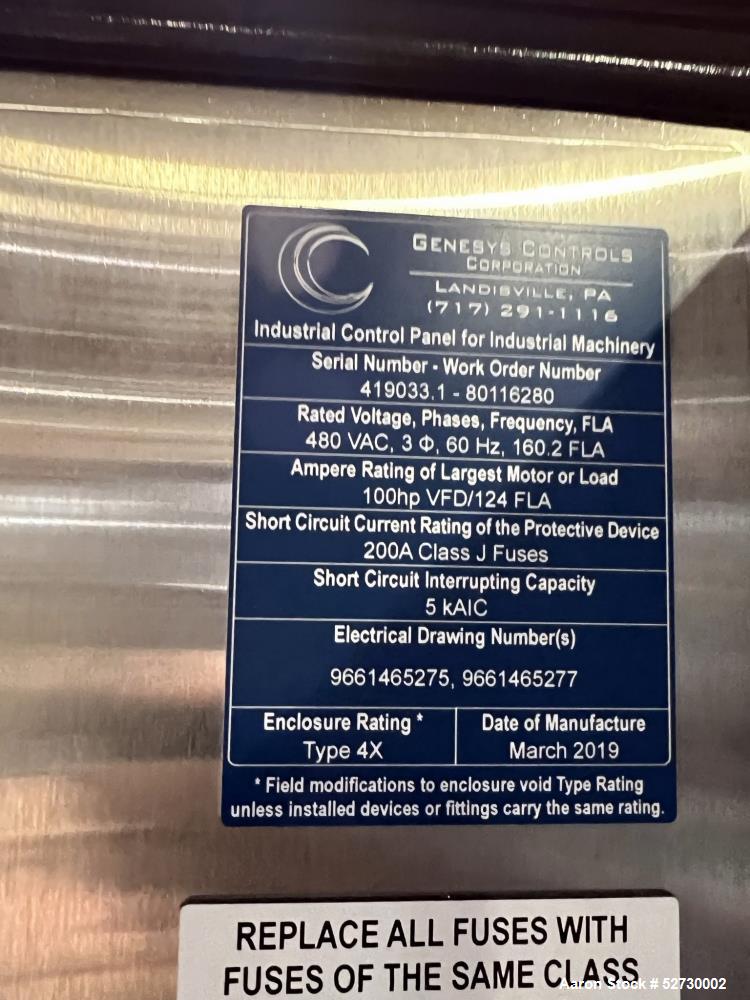 GENESYS CONTROLS
CORPORATION
LANDISVILLE, PA
(717) 291-1116
Industrial Control Panel for Industrial Machinery
Serial Number - Work Order Number
419033.1 - 80116280
Rated Voltage, Phases, Frequency, FLA
480 VAC, 3 Φ, 60 Hz, 160.2 FLA
Ampere Rating of Largest Motor or Load
100hp VFD/124 FLA
Short Circuit Current Rating of the Protective Device
200A Class J Fuses
Short Circuit Interrupting Capacity
5 kAIC
Electrical Drawing Number(s)
9661465275, 9661465277
Enclosure Rating *
Type 4X
Date of Manufacture
March 2019
* Field modifications to enclosure void Type Rating
unless installed devices or fittings carry the same rating.
REPLACE ALL FUSES WITH
FUSES OF THE SAME CLASS
Aaron Stock # 52730002